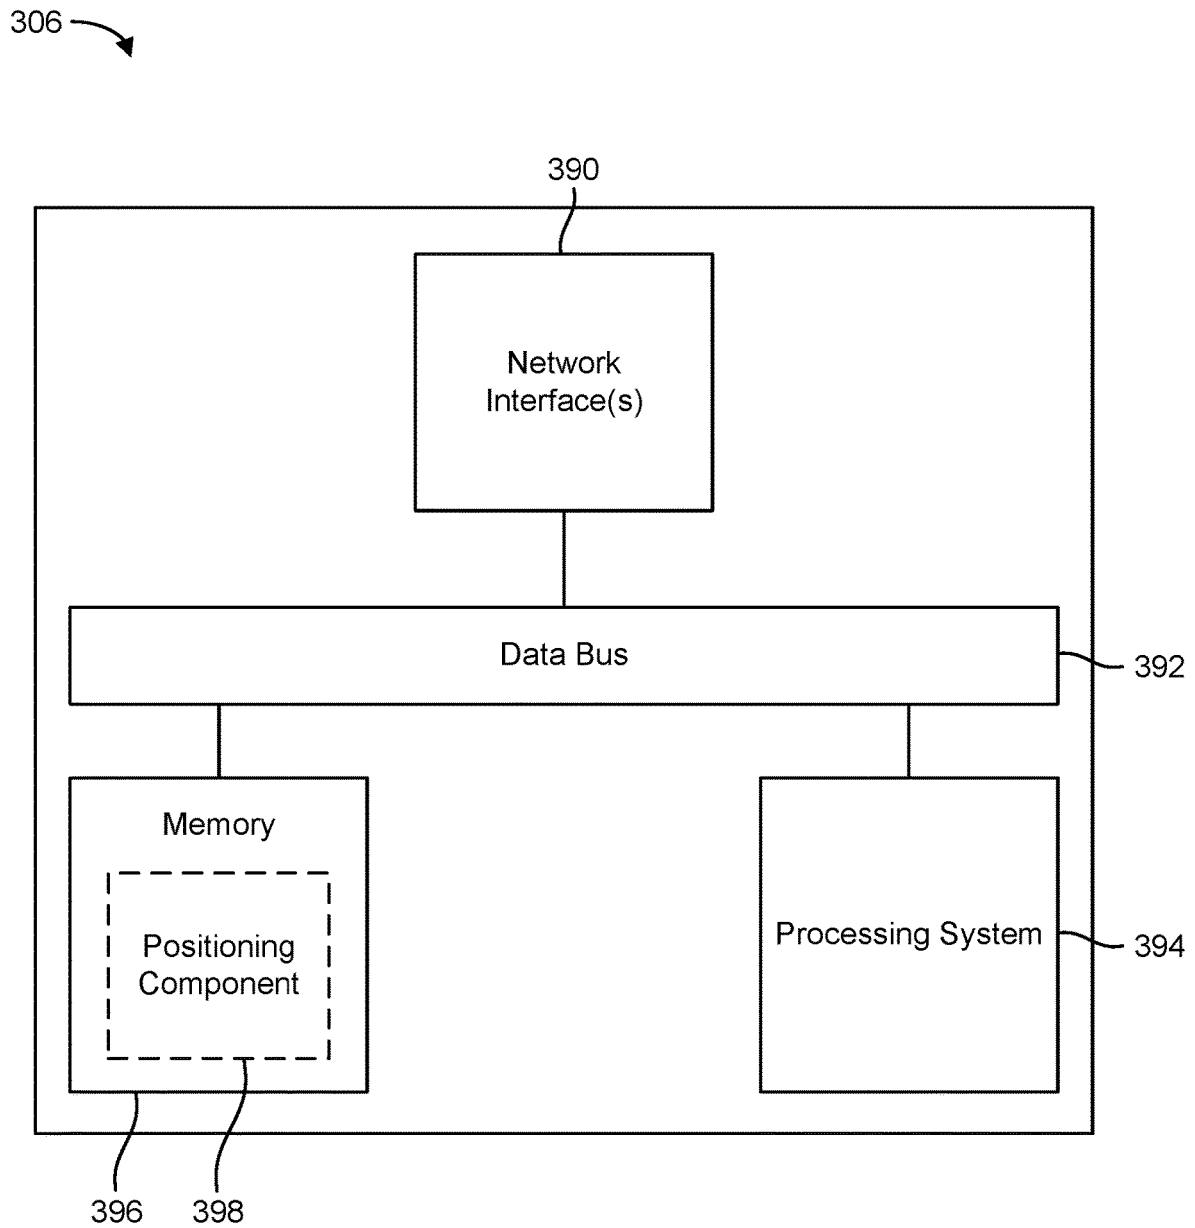 306
390
Network
Interface(s)
Data Bus
392
Memory
Positioning
Component
Processing System
394
396
398